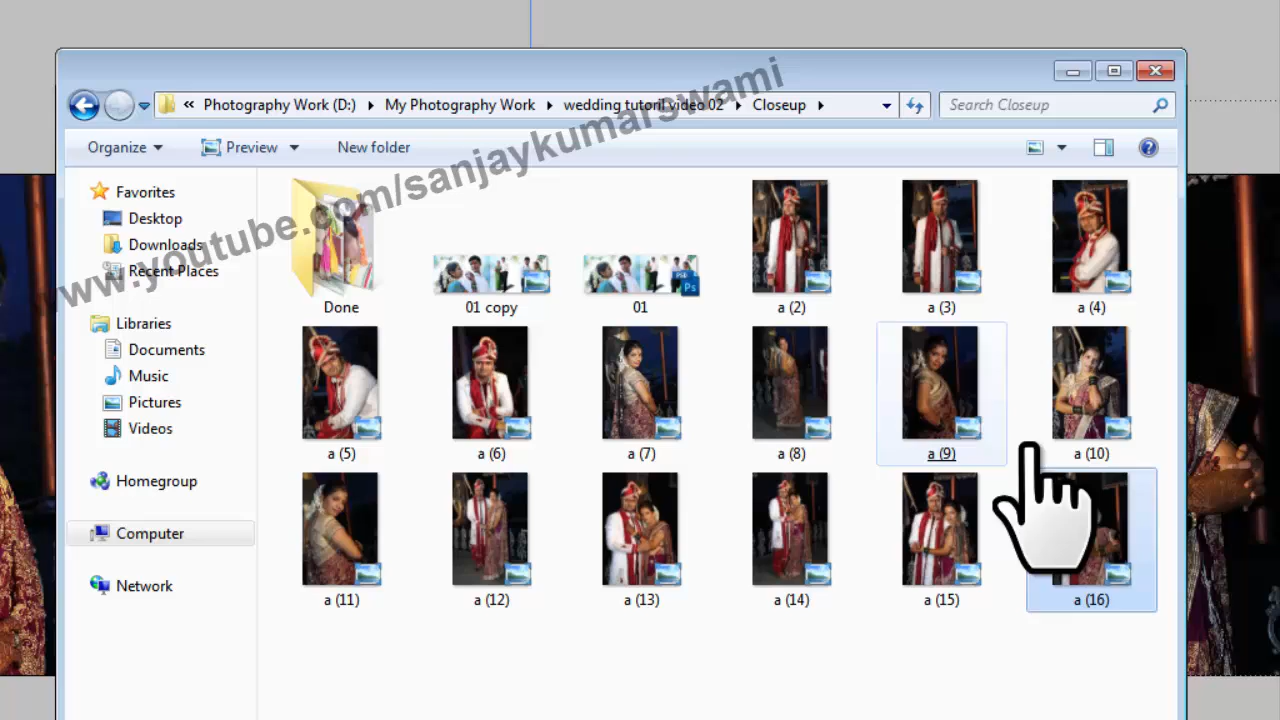 Photography Work (D:) My Photography Work wedding tutoril video 02 Closeup
Search Closeup
Organize Preview New folder
www.youtube.com/sanjaykumarswami
Favorites
Desktop
Downloads
Recent Places
Libraries
Documents
Music
Pictures
Videos
Homegroup
Computer
Network
Done 01 copy 01 a (2) a (3) a (4)
Ps
a (5) a (6) a (7) a (8) a (9) a (10)
a (11) a (12) a (13) a (14) a (15) a (16)